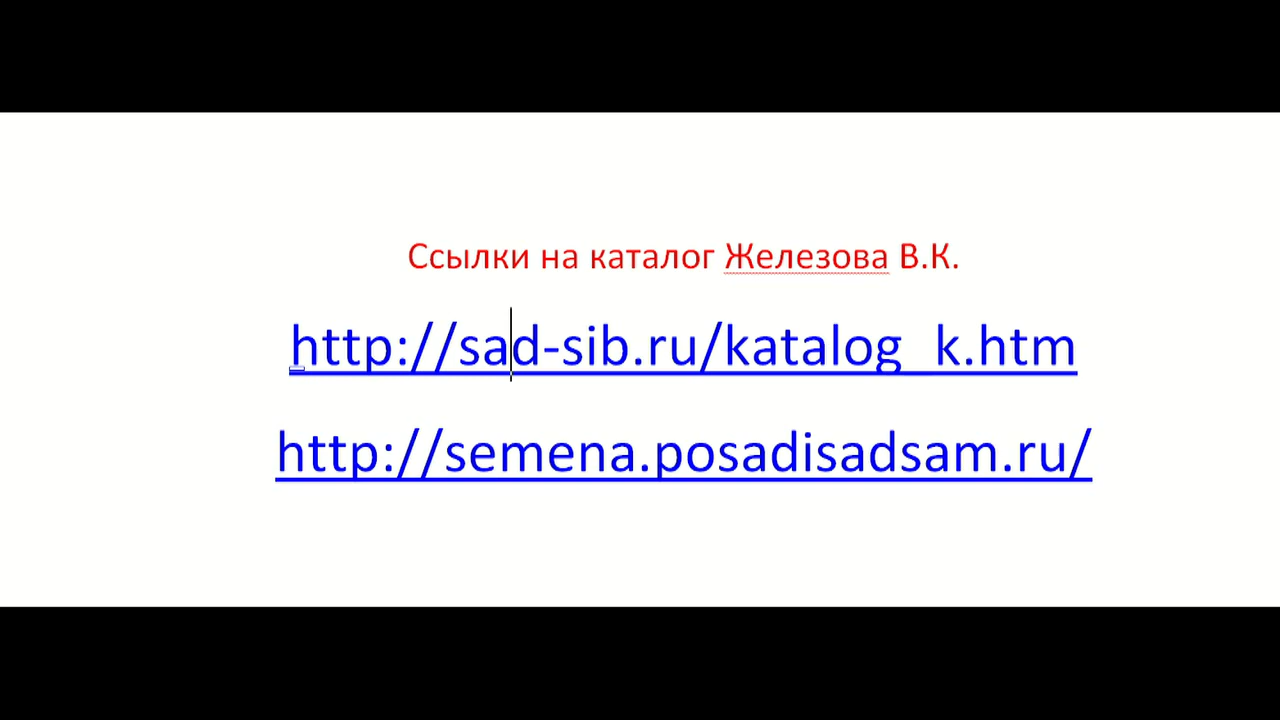 Ссылки на каталог Железова В.К.
http://sad-sib.ru/katalog_k.htm
http://semena.posadisadsam.ru/